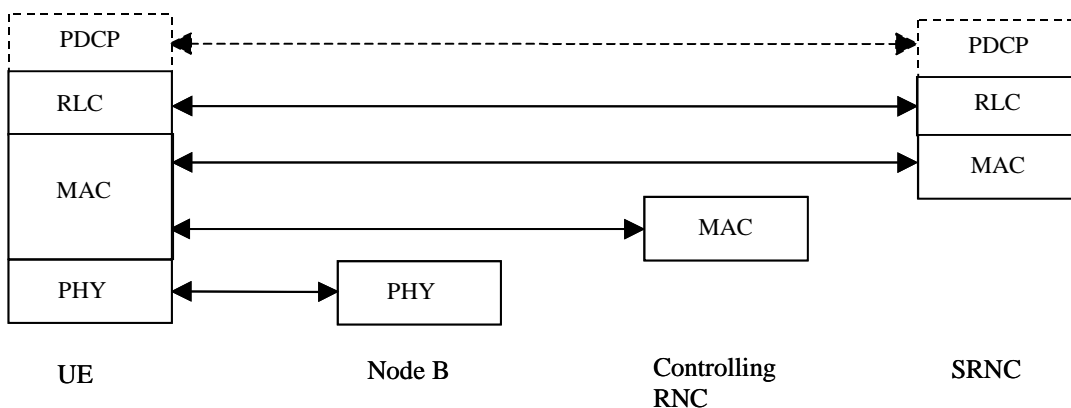 PDCP
PDCP
RLC
RLC
MAC
MAC
MAC
PHY
PHY
UE
Node B
Controlling
RNC
SRNC